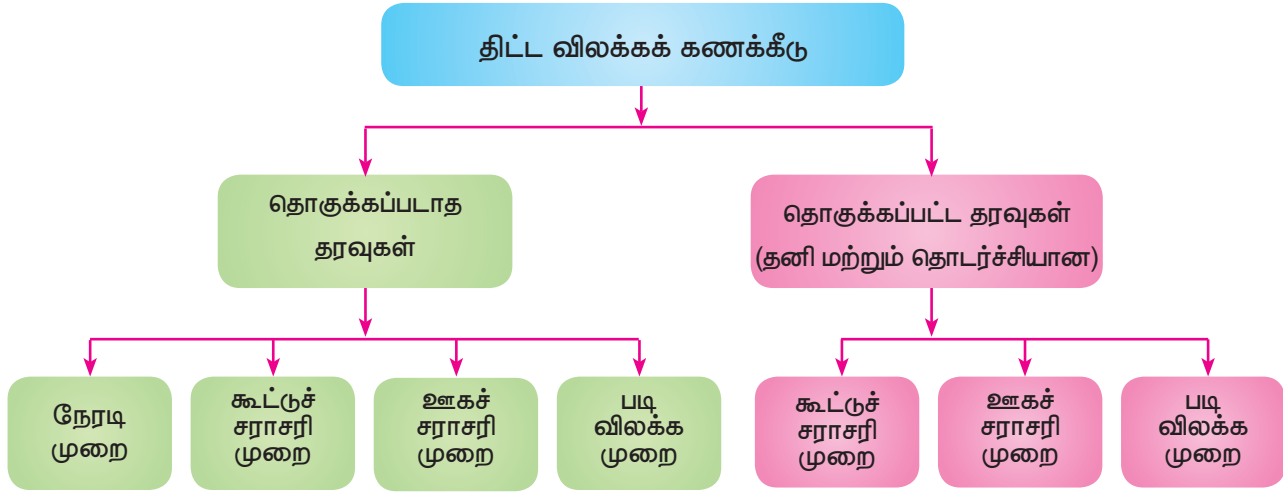 திட்ட விலக்கக் கணக்கீடு
தொகுக்கப்படாத
தரவுகள்
தொகுக்கப்பட்ட தரவுகள்
(தனி மற்றும் தொடர்ச்சியான)
நேரடி
முறை
கூட்டுச்
சராசரி
முறை
ஊகச்
சராசரி
முறை
படி
விலக்க
முறை
கூட்டுச்
சராசரி
முறை
ஊகச்
சராசரி
முறை
படி
விலக்க
முறை